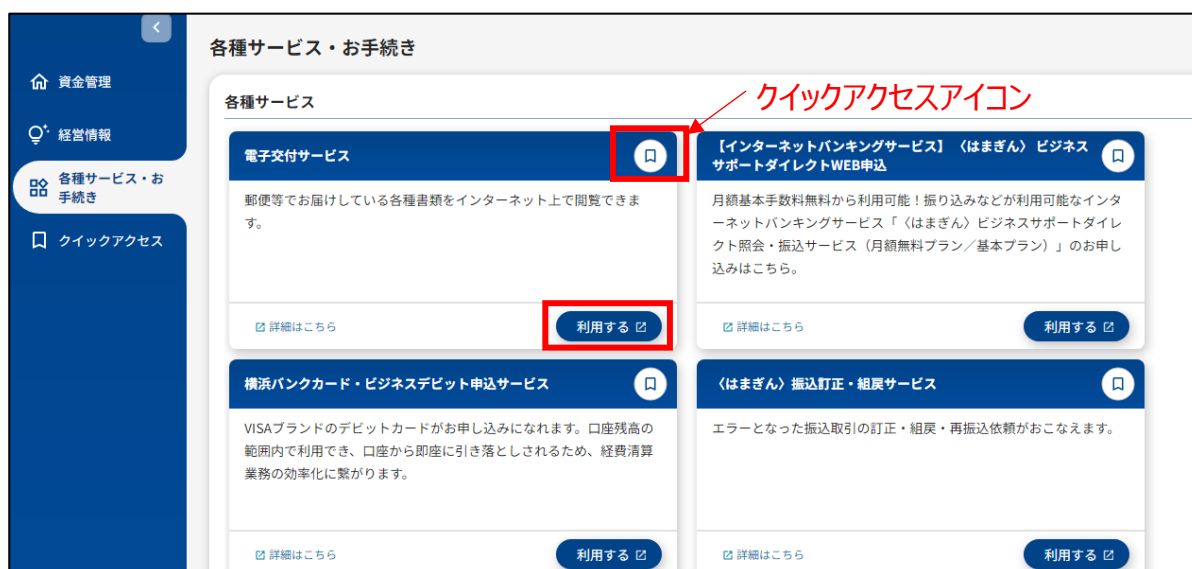 各種サービス・お手続き
資金管理
経営情報
各種サービス・お
手続き
クイックアクセス
各種サービス
クイックアクセスアイコン
電子交付サービス
郵便等でお届けしている各種書類をインターネット上で閲覧できま
す。
詳細はこちら
利用する
【インターネットバンキングサービス】〈はまぎん〉ビジネス
サポートダイレクトWEB申込
月額基本手数料無料から利用可能！振り込みなどが利用可能なインタ
ーネットバンキングサービス「〈はまぎん〉ビジネスサポートダイレ
クト照会・振込サービス（月額無料プラン／基本プラン）」のお申し
込みはこちら。
詳細はこちら
利用する
横浜バンクカード・ビジネスデビット申込サービス
VISAブランドのデビットカードがお申し込みになれます。口座残高の
範囲内で利用でき、口座から即座に引き落としされるため、経費清算
業務の効率化に繋がります。
詳細はこちら
利用する
〈はまぎん〉振込訂正・組戻サービス
エラーとなった振込取引の訂正・組戻・再振込依頼がおこなえます。
詳細はこちら
利用する